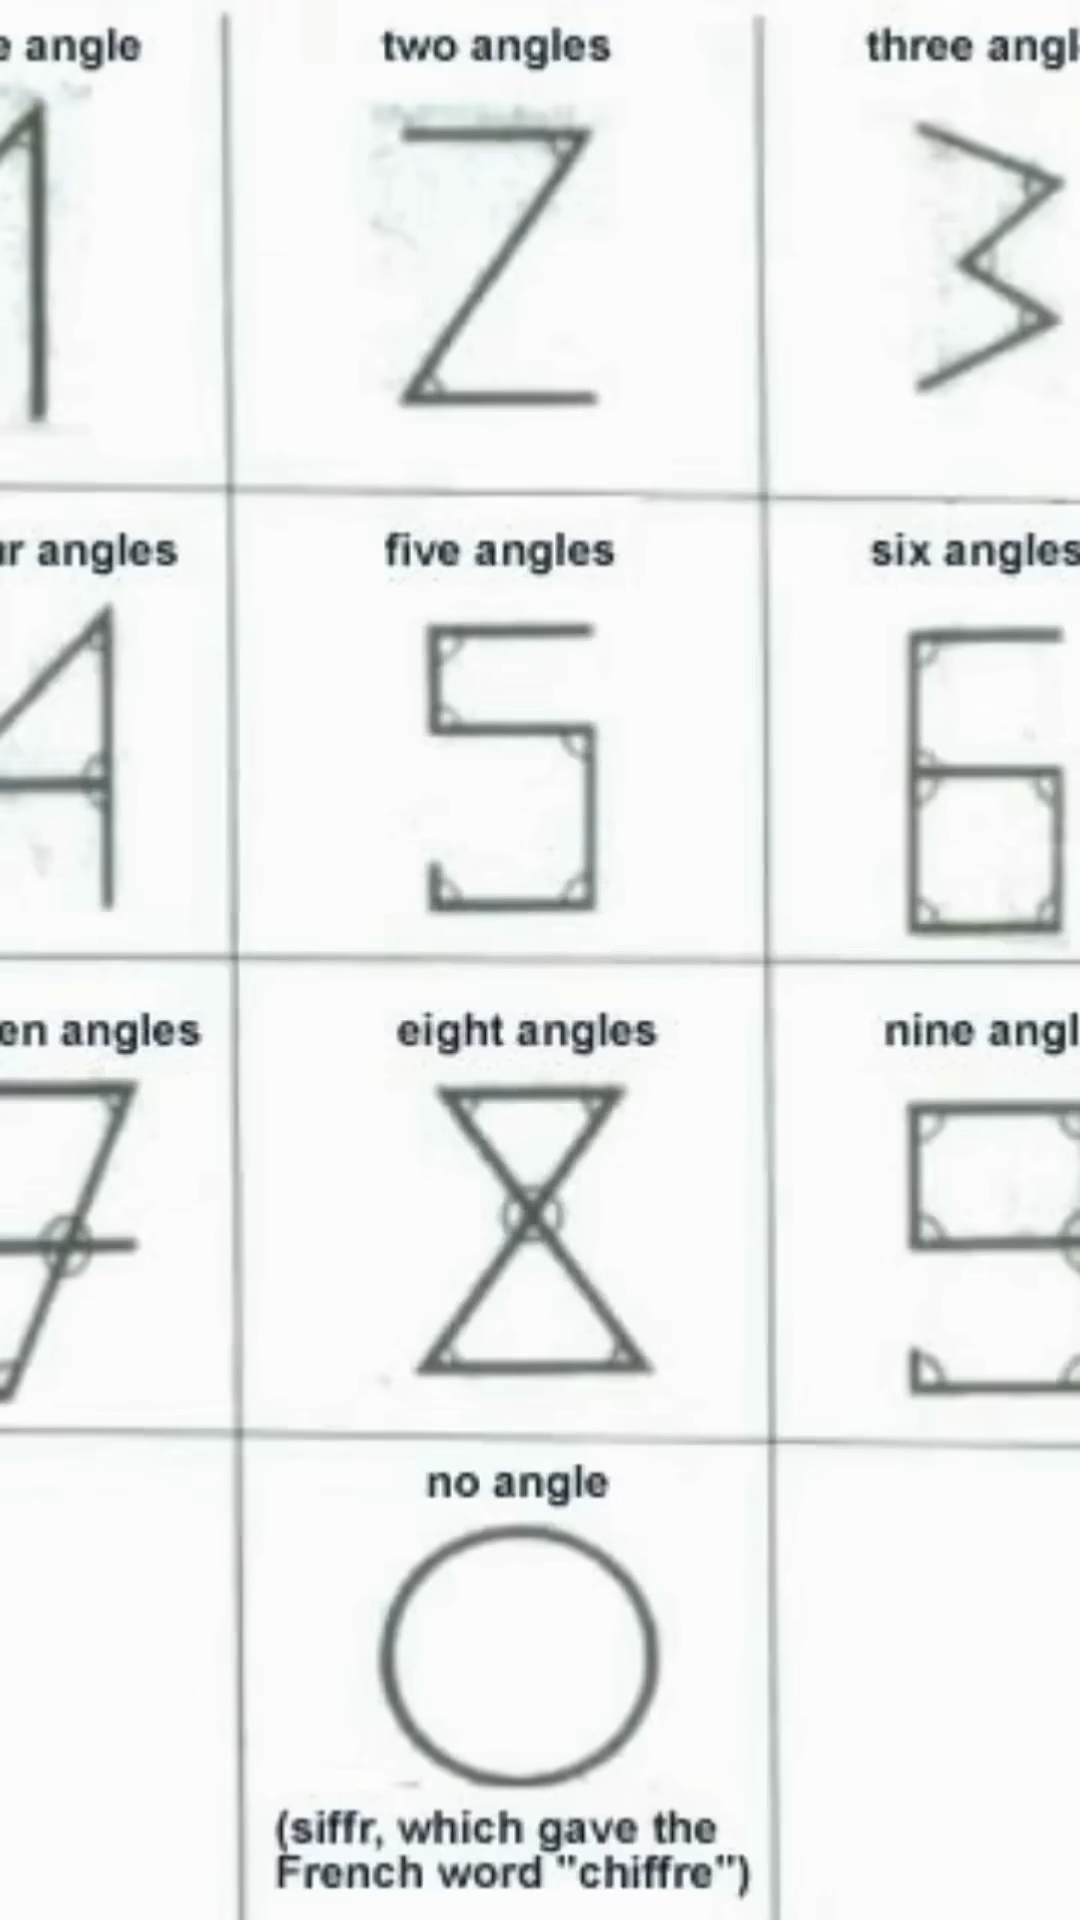 e angle
two angles
three angl
ur angles
five angles
six angles
en angles
eight angles
nine angl
no angle
(siffr, which gave the
French word "chiffre")